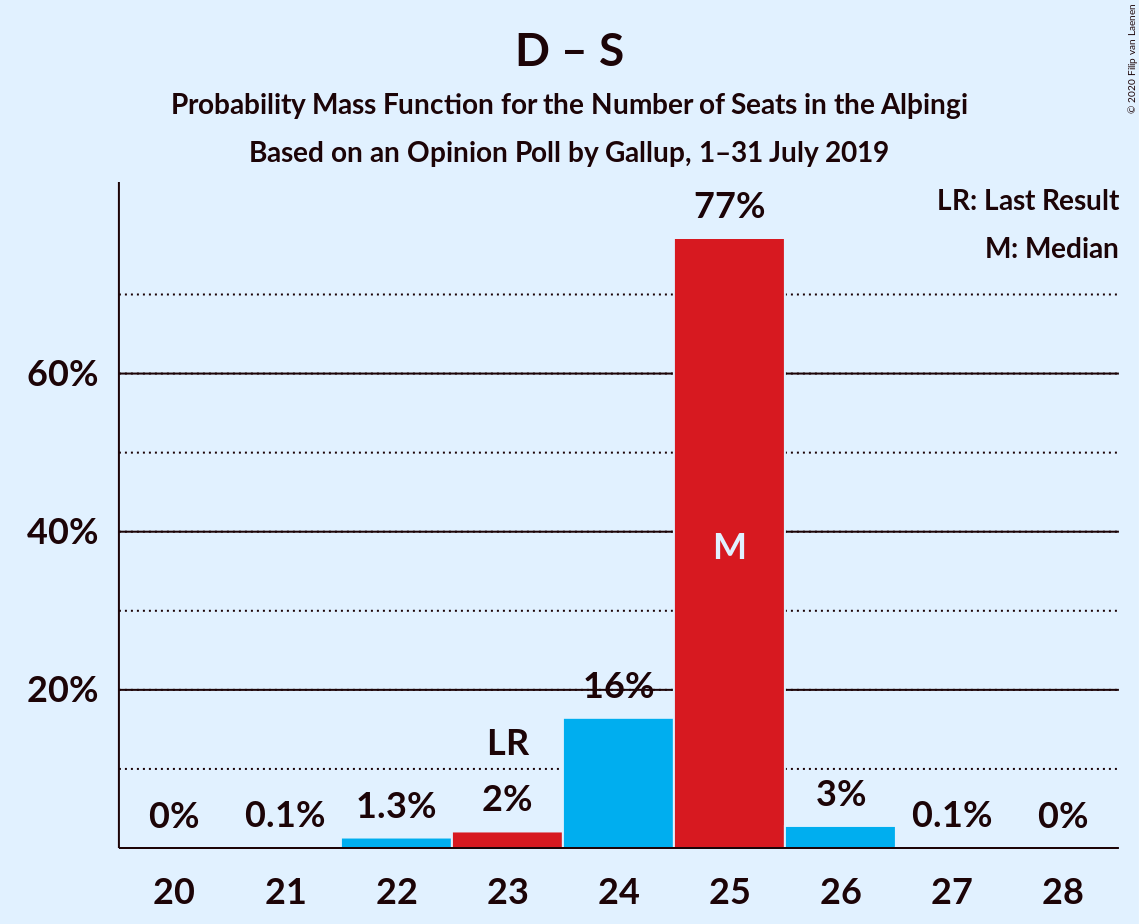 D – S
Probability Mass Function for the Number of Seats in the Alþingi
Based on an Opinion Poll by Gallup, 1–31 July 2019
© 2020 Filip van Laenen
LR: Last Result
M: Median
60%
40%
20%
0%
0.1%
1.3%
LR
2%
16%
77%
M
3%
0.1%
0%
20 21 22 23 24 25 26 27 28